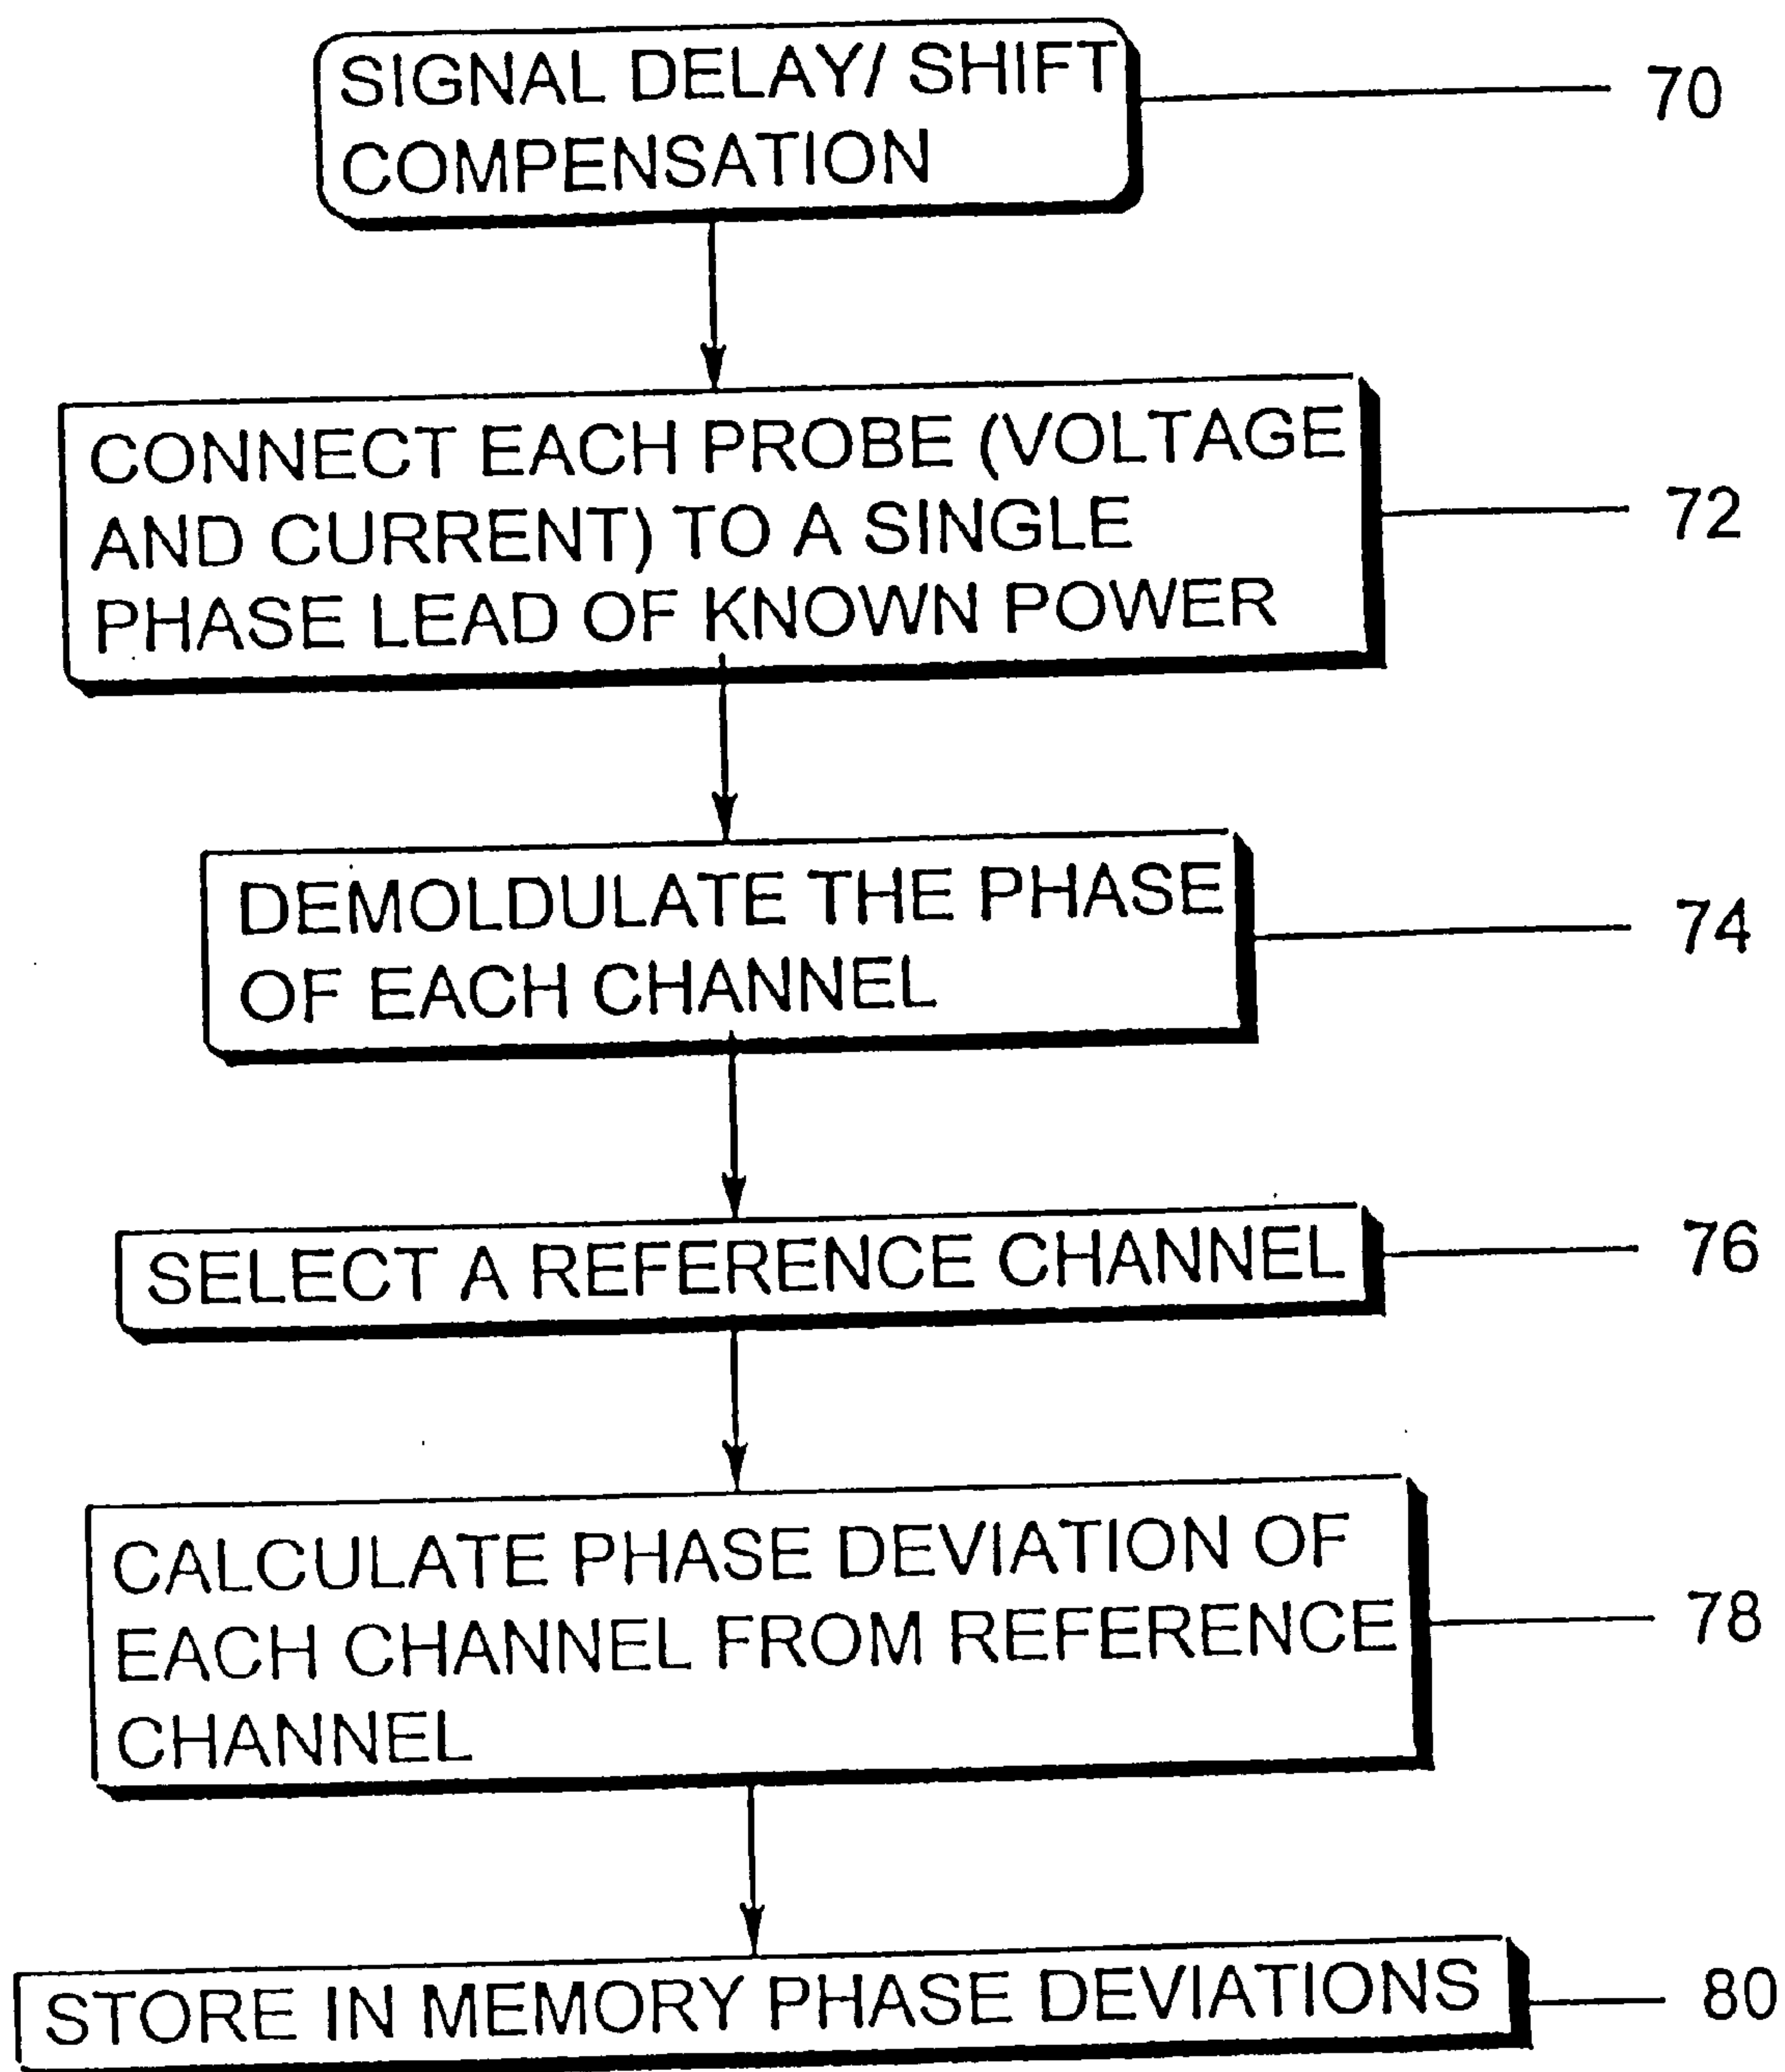 SIGNAL DELAY/ SHIFT
COMPENSATION
70
CONNECT EACH PROBE (VOLTAGE
AND CURRENT) TO A SINGLE
PHASE LEAD OF KNOWN POWER
72
DEMOLDULATE THE PHASE
OF EACH CHANNEL
74
SELECT A REFERENCE CHANNEL
76
CALCULATE PHASE DEVIATION OF
EACH CHANNEL FROM REFERENCE
CHANNEL
78
STORE IN MEMORY PHASE DEVIATIONS
80